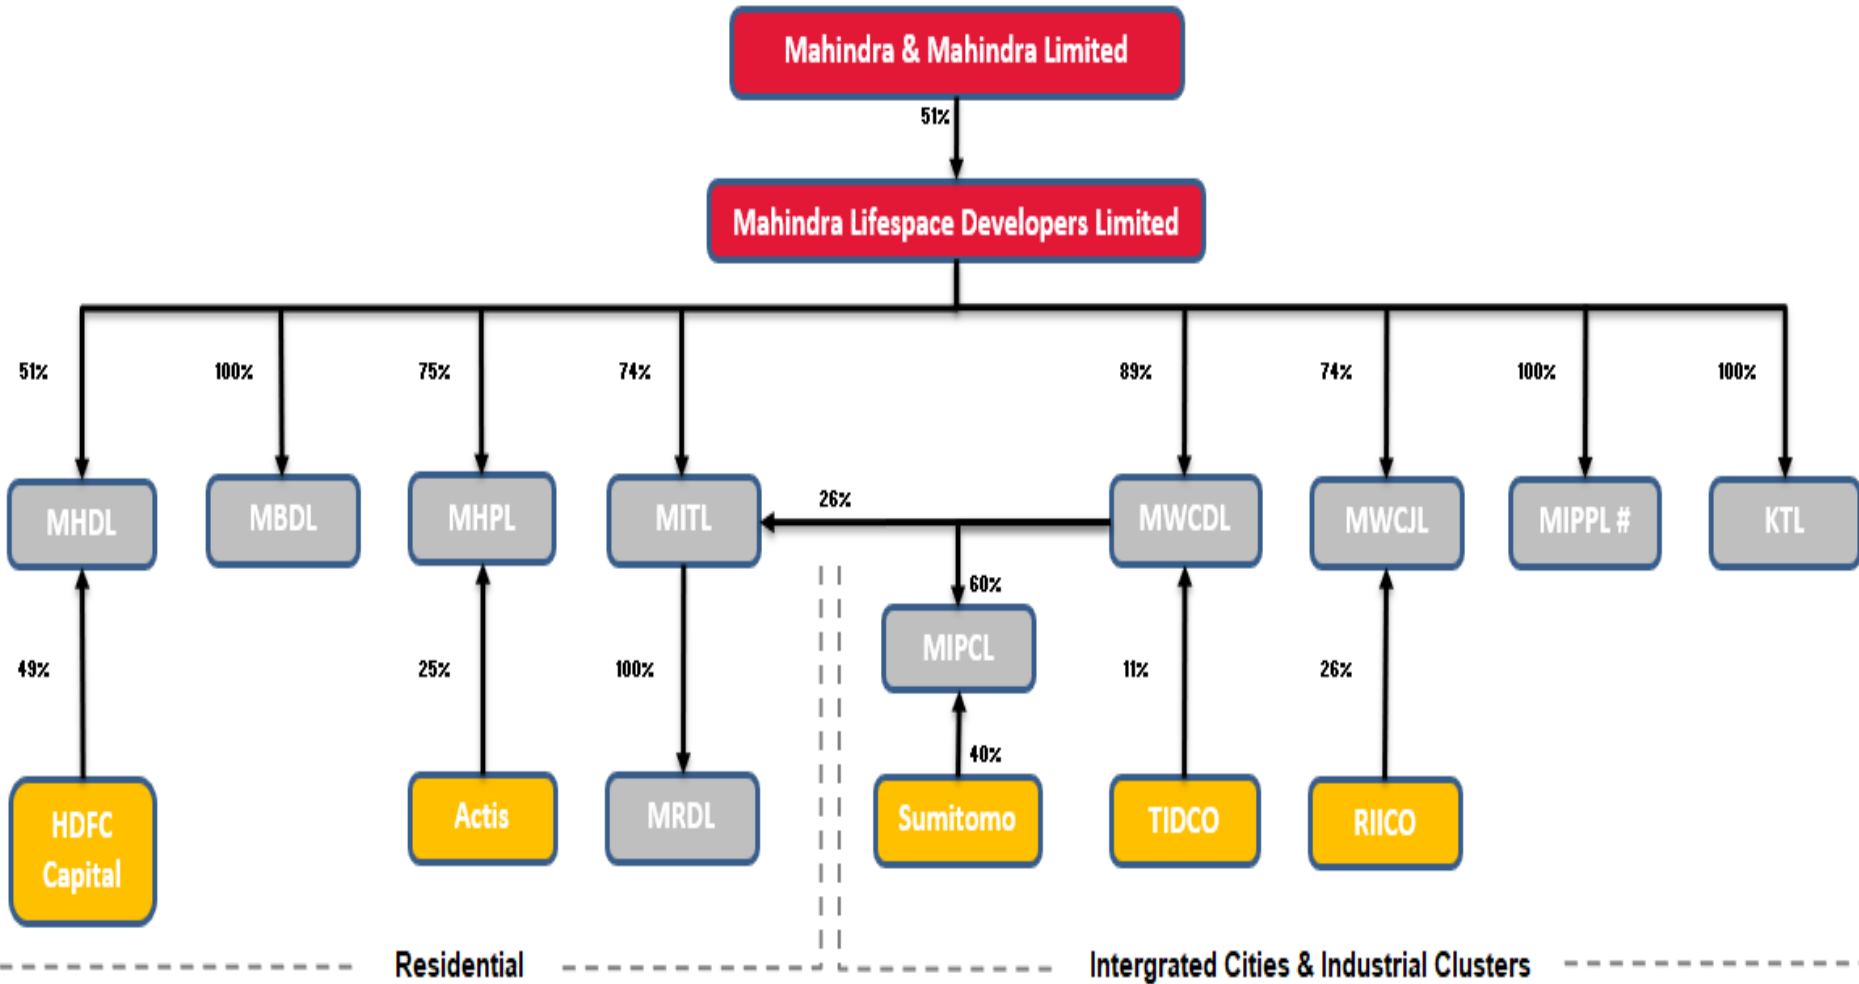 Mahindra & Mahindra Limited
51%
Mahindra Lifespace Developers Limited
51%
100%
75%
74%
89%
74%
100%
100%
MHDL
MBDL
MHPL
MITL
26%
MWCDL
MWCJL
MIPPL #
KTL
60%
MIPCL
49%
25%
100%
11%
26%
40%
HDFC
Capital
Actis
MRDL
Sumitomo
TIDCO
RIICO
Residential
Intergrated Cities & Industrial Clusters